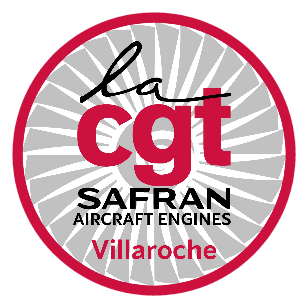 la
cgt
SAFRAN
AIRCRAFT ENGINES
Villaroche